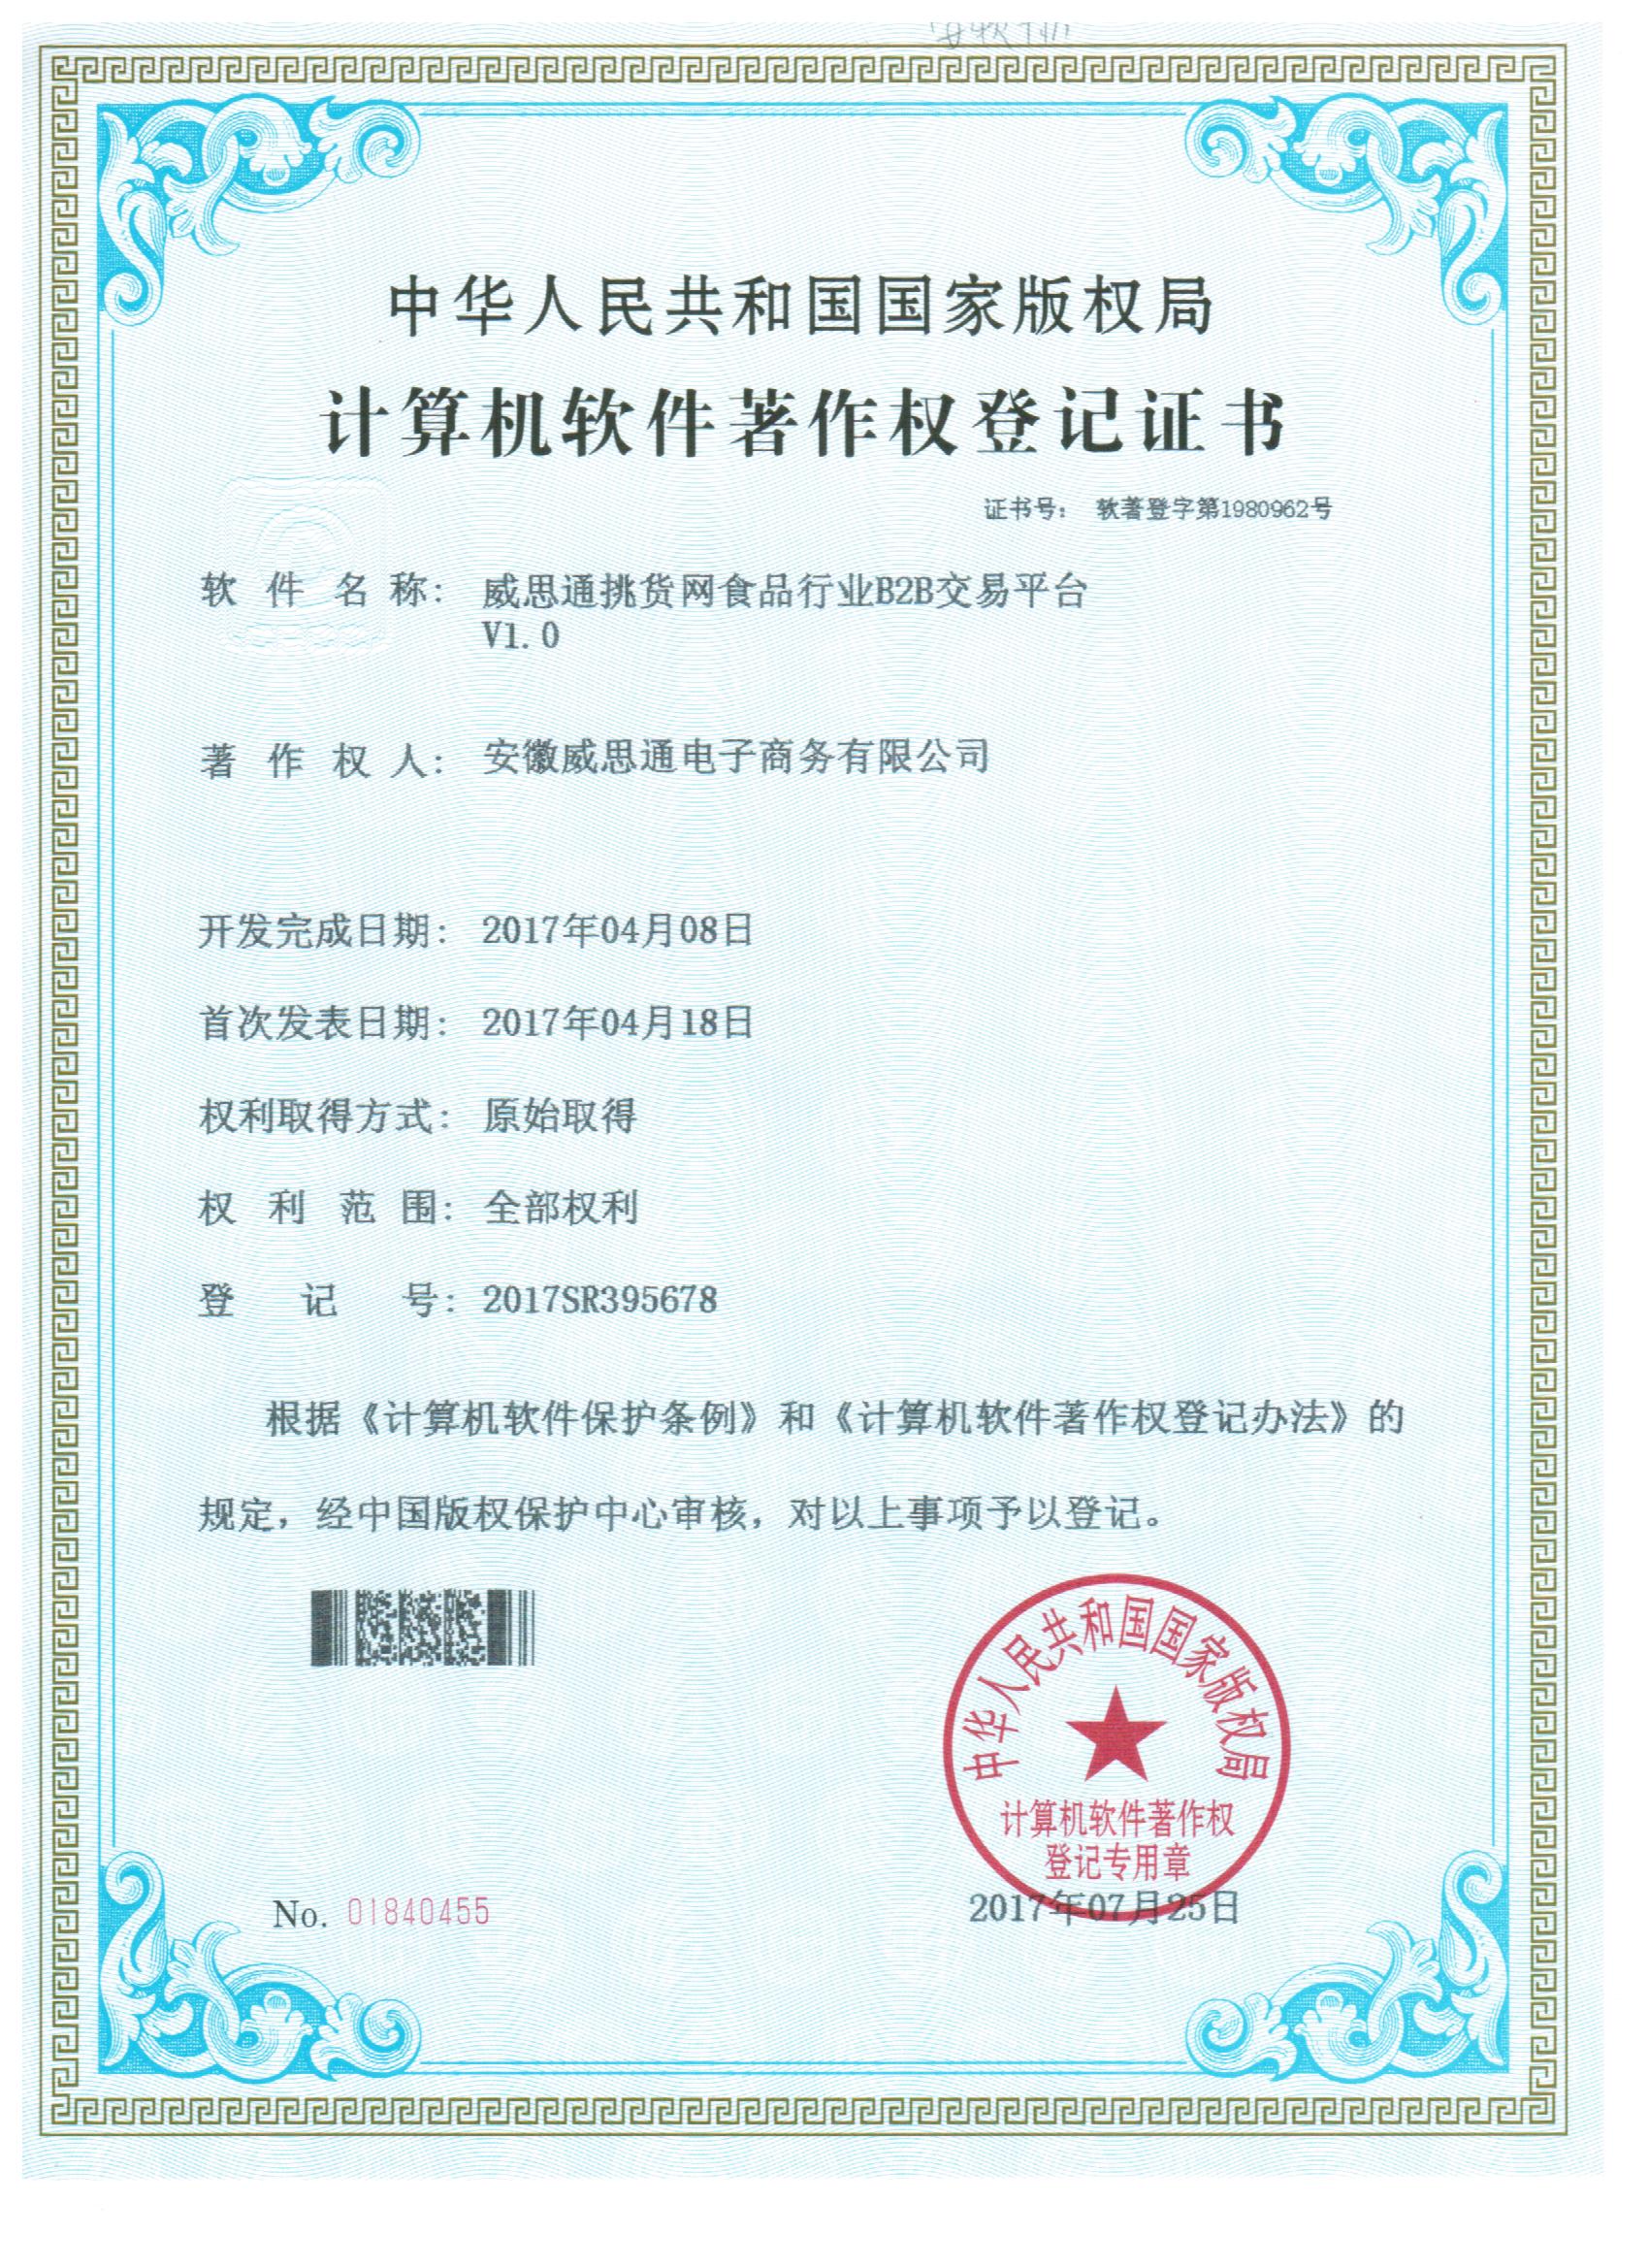 中华人民共和国国家版权局
计算机软件著作权登记证书
证书号： 软著登字第1980962号
软件名称： 威思通挑货网食品行业B2B交易平台
V1.0
著作权人： 安徽威思通电子商务有限公司
开发完成日期： 2017年04月08日
首次发表日期： 2017年04月18日
权利取得方式： 原始取得
权利范围： 全部权利
登记号： 2017SR395678
根据《计算机软件保护条例》和《计算机软件著作权登记办法》的
规定，经中国版权保护中心审核，对以上事项予以登记。
中华人民共和国国家版权局
计算机软件著作权
登记专用章
No. 01840455
2017年07月25日